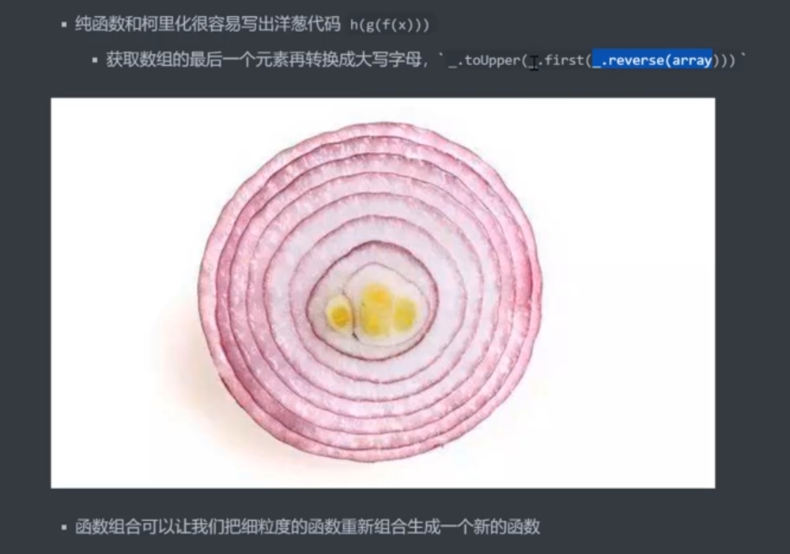 纯函数和柯里化很容易写出洋葱代码 h(g(f(x)))
获取数组的最后一个元素再转换成大写字母，`_.toUpper(_.first(_.reverse(array)))`
函数组合可以让我们把细粒度的函数重新组合生成一个新的函数